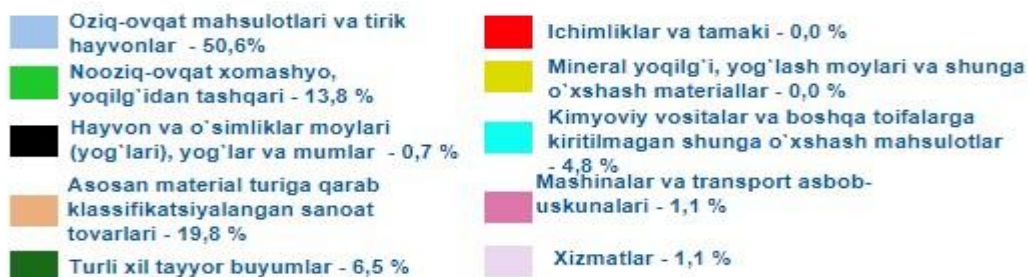 Oziq-ovqat mahsulotlari va tirik
hayvonlar - 50,6%
Nooziq-ovqat xomashyo,
yoqilg`idan tashqari - 13,8 %
Hayvon va o`simliklar moylari
(yog`lari), yog`lar va mumlar - 0,7 %
Asosan material turiga qarab
klassifikatsiyalangan sanoat
tovarlari - 19,8 %
Turli xil tayyor buyumlar - 6,5 %
Ichimliklar va tamaki - 0,0 %
Mineral yoqilg`i, yog`lash moylari va shunga
o`xshash materiallar - 0,0 %
Kimyoviy vositalar va boshqa toifalarga
kiritilmagan shunga o`xshash mahsulotlar
- 4,8 %
Mashinalar va transport asbob-
uskunalari - 1,1 %
Xizmatlar - 1,1 %